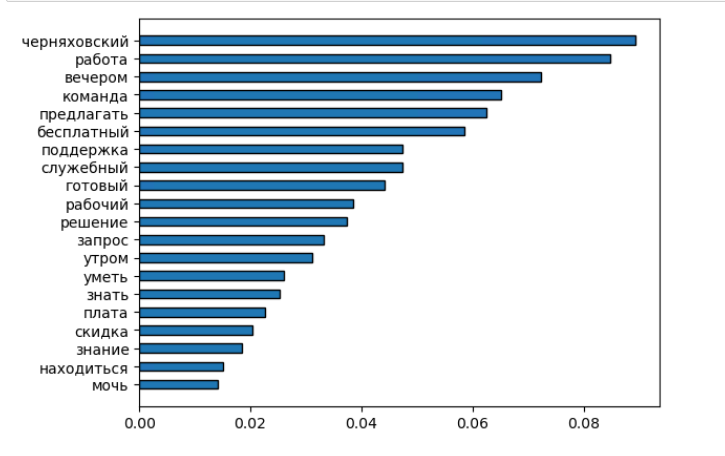 черняховский
работа
вечером
команда
предлагать
бесплатный
поддержка
служебный
готовый
рабочий
решение
запрос
утром
уметь
знать
плата
скидка
знание
находиться
мочь
0.00 0.02 0.04 0.06 0.08